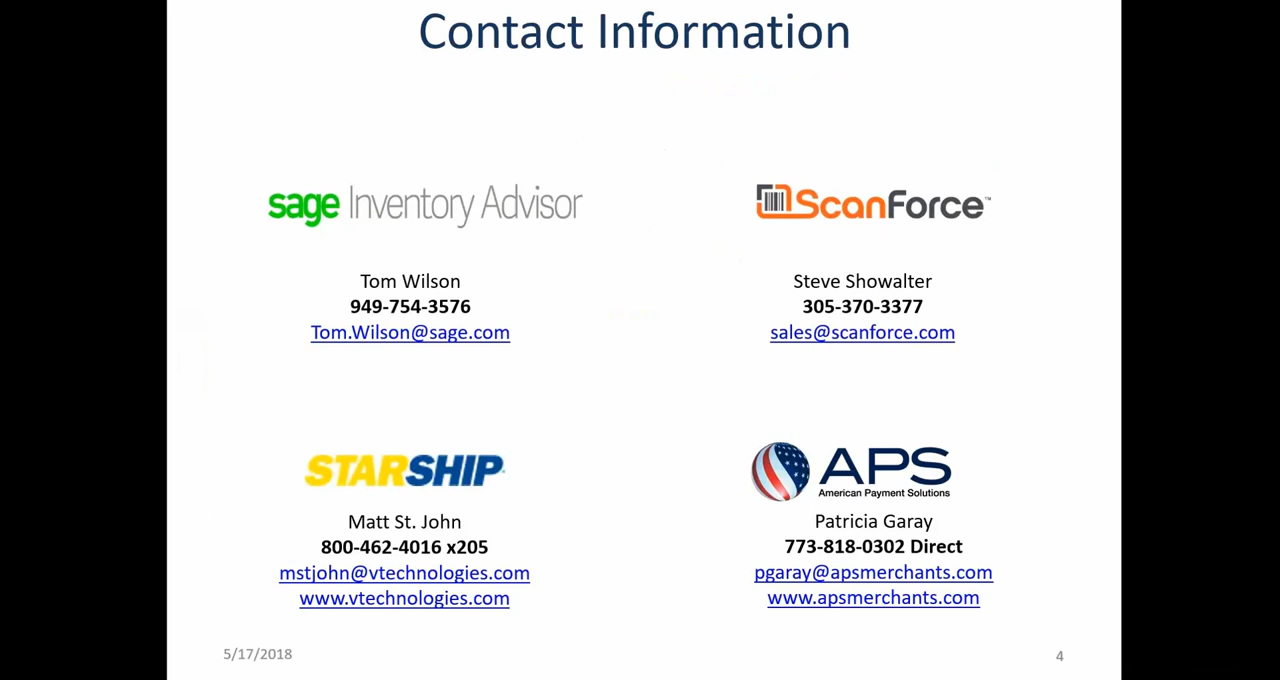 Contact Information
sage Inventory Advisor
Tom Wilson
949-754-3576
Tom.Wilson@sage.com
ScanForce™
Steve Showalter
305-370-3377
sales@scanforce.com
STARSHIP
Matt St. John
800-462-4016 x205
mstjohn@vtechnologies.com
www.vtechnologies.com
APS
American Payment Solutions
Patricia Garay
773-818-0302 Direct
pgaray@apsmerchants.com
www.apsmerchants.com
5/17/2018
4